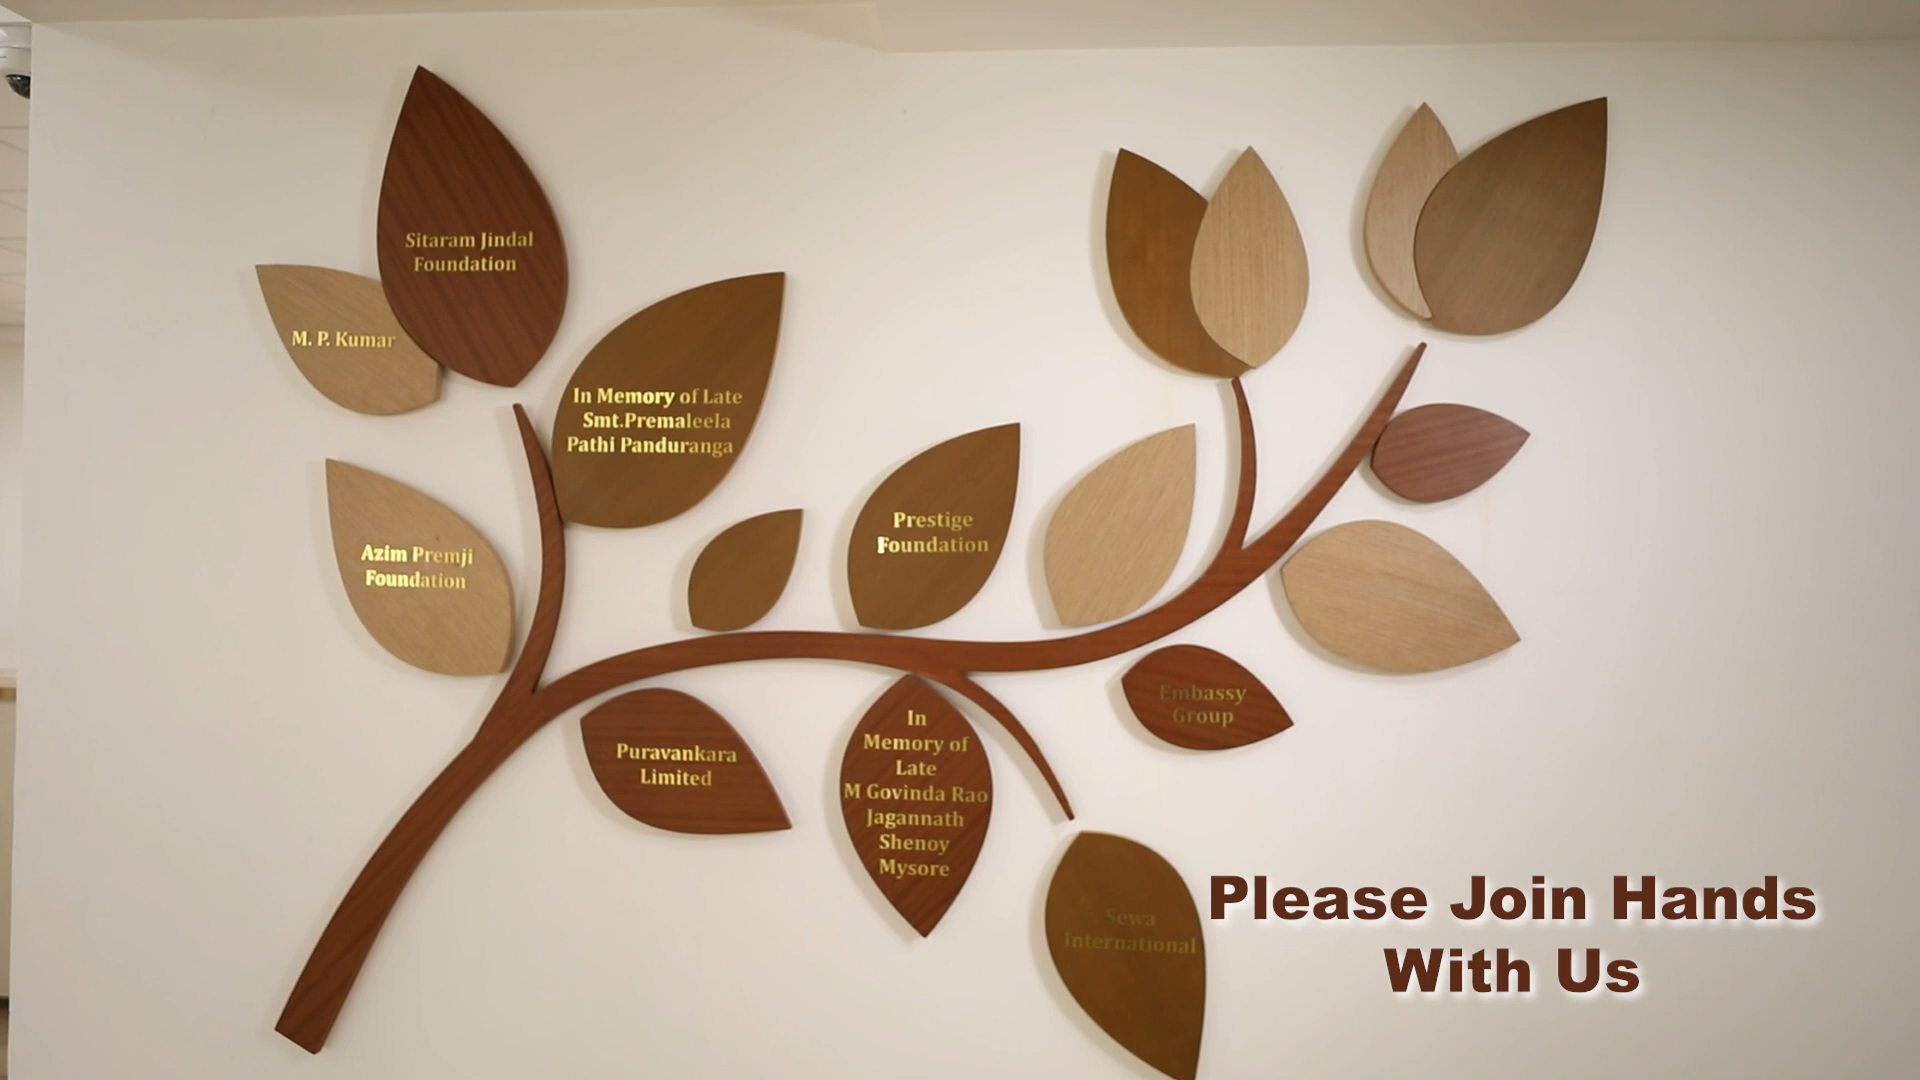 Sitaram Jindal
Foundation
M. P. Kumar
In Memory of Late
Smt.Premaleela
Pathi Panduranga
Azim Premji
Foundation
Prestige
Foundation
Embassy
Group
Puravankara
Limited
In
Memory of
Late
M Govinda Rao
Jagannath
Shenoy
Mysore
Sewa
International
Please Join Hands
With Us